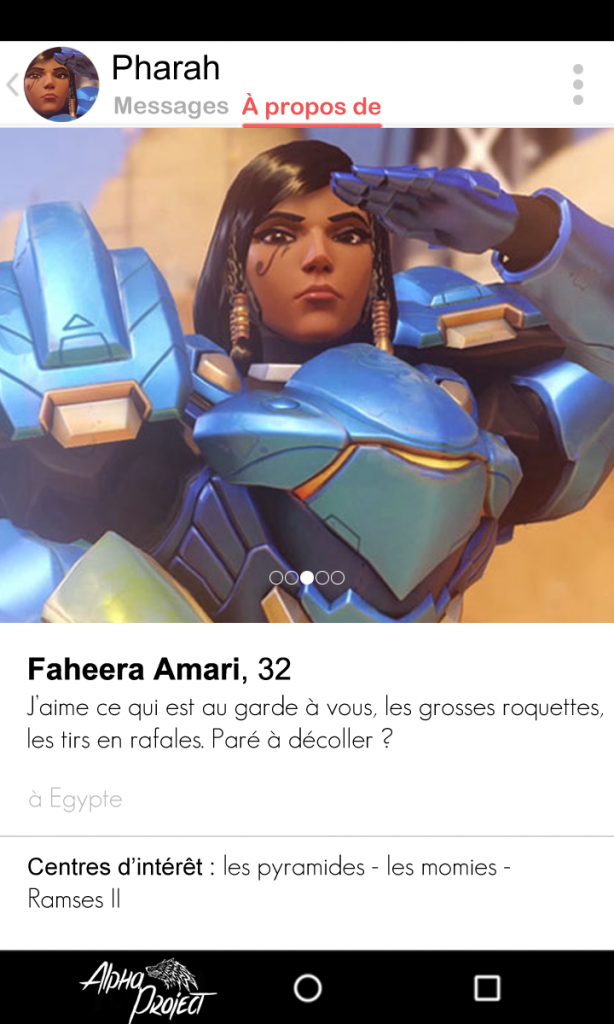 Pharah
Messages À propos de
Faheera Amari, 32
J'aime ce qui est au garde à vous, les grosses roquettes,
les tirs en rafales. Paré à décoller ?
à Egypte
Centres d'intérêt : les pyramides - les momies -
Ramses II
Alpha
Project